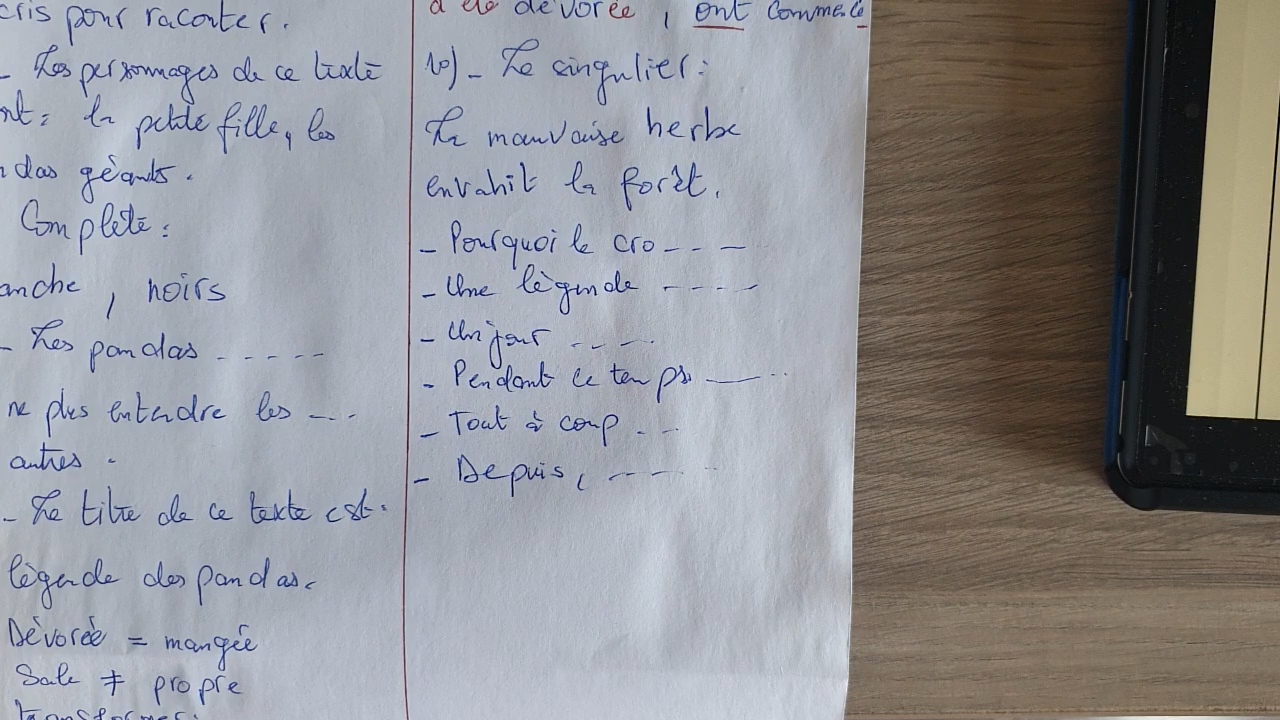 cris pour raconter.
- Les personnages de ce texte
nt: la petite fille, les
ndas géants.
Complète:
anche, noirs
- Les pandas -----
ne plus entendre les ---
autres.
- Le titre de ce texte est:
légende des pandas.
Dévorée = mangée
Sale ≠ propre
transformer:
a été dévorée, ont commencé
b)- Le singulier:
La mauvaise herbe
envahit la forêt.
- Pourquoi le cro---
- Une légende ----
- Un jour ----
- Pendant ce temps ---
- Tout à coup ---
- Depuis, ----